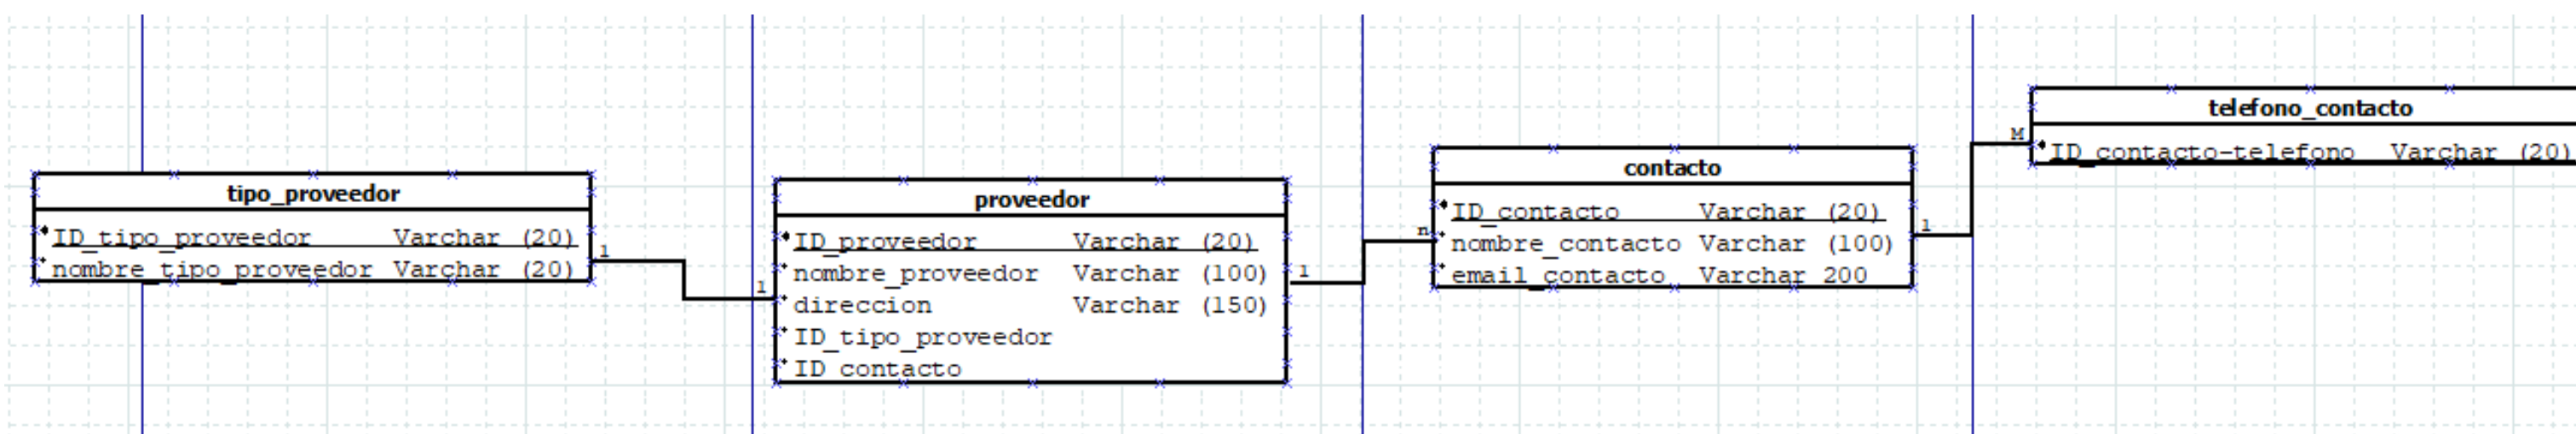 tipo_proveedor
ID_tipo_proveedor Varchar (20)
nombre_tipo_proveedor Varchar (20)
1
1
proveedor
ID_proveedor Varchar (20)
nombre_proveedor Varchar (100)
direccion Varchar (150)
ID_tipo_proveedor
ID_contacto
1
n
contacto
ID_contacto Varchar (20)
nombre_contacto Varchar (100)
email_contacto Varchar 200
1
M
telefono_contacto
ID_contacto-telefono Varchar (20)